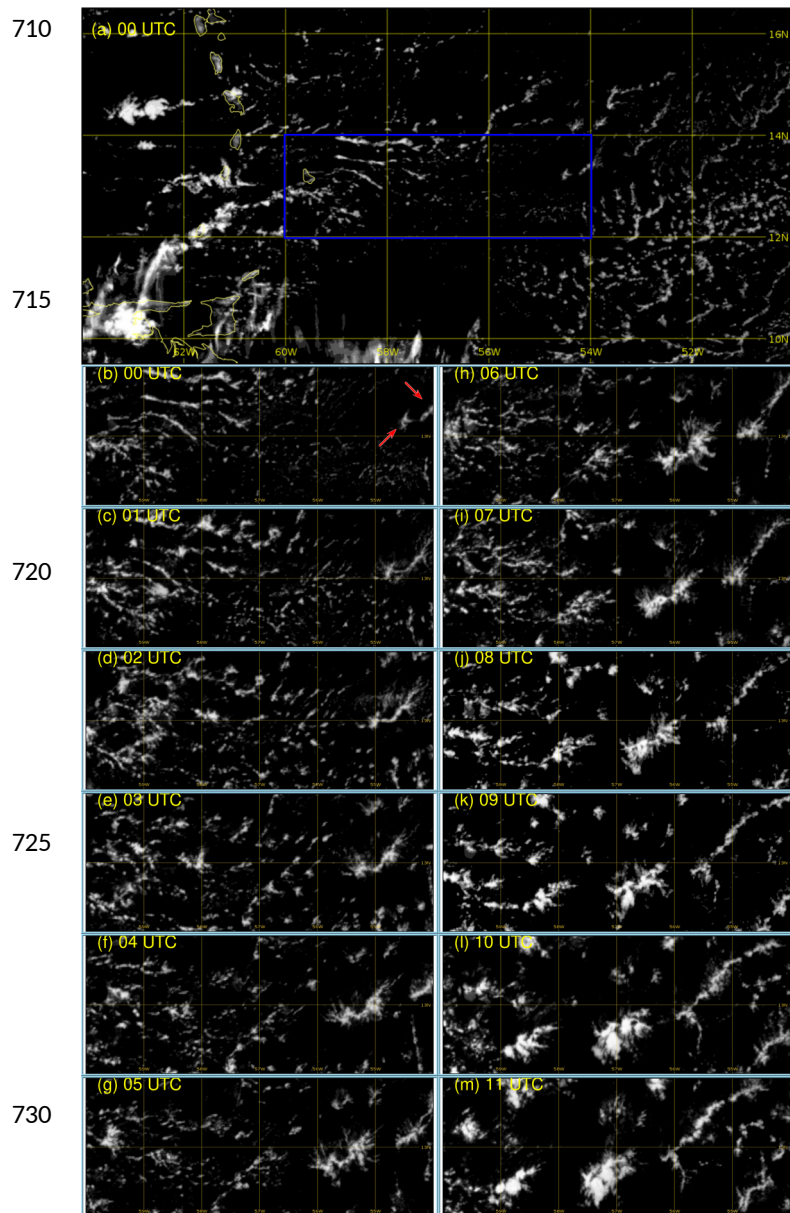 710
(a) 00 UTC
16N
14N
12N
715
10N
62W 60W 58W 56W 54W 52W
(b) 00 UTC
(h) 06 UTC
(c) 01 UTC
(i) 07 UTC
720
(d) 02 UTC
(j) 08 UTC
(e) 03 UTC
(k) 09 UTC
725
(f) 04 UTC
(l) 10 UTC
(g) 05 UTC
(m) 11 UTC
730